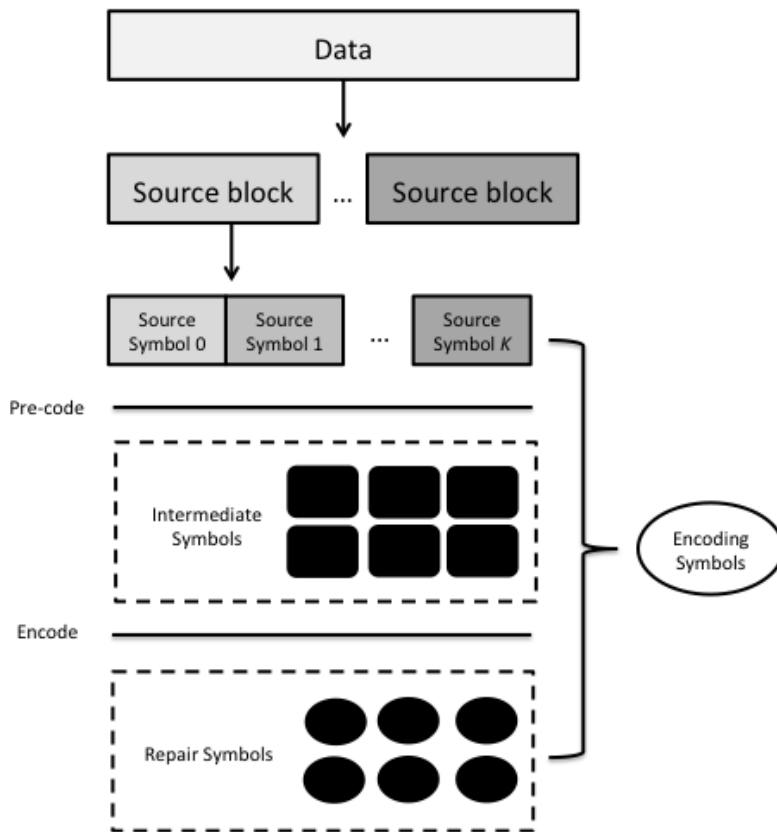 Data
Source block
...
Source block
Source
Symbol 0
Source
Symbol 1
...
Source
Symbol K
Pre-code
Intermediate
Symbols
Encoding
Symbols
Encode
Repair Symbols